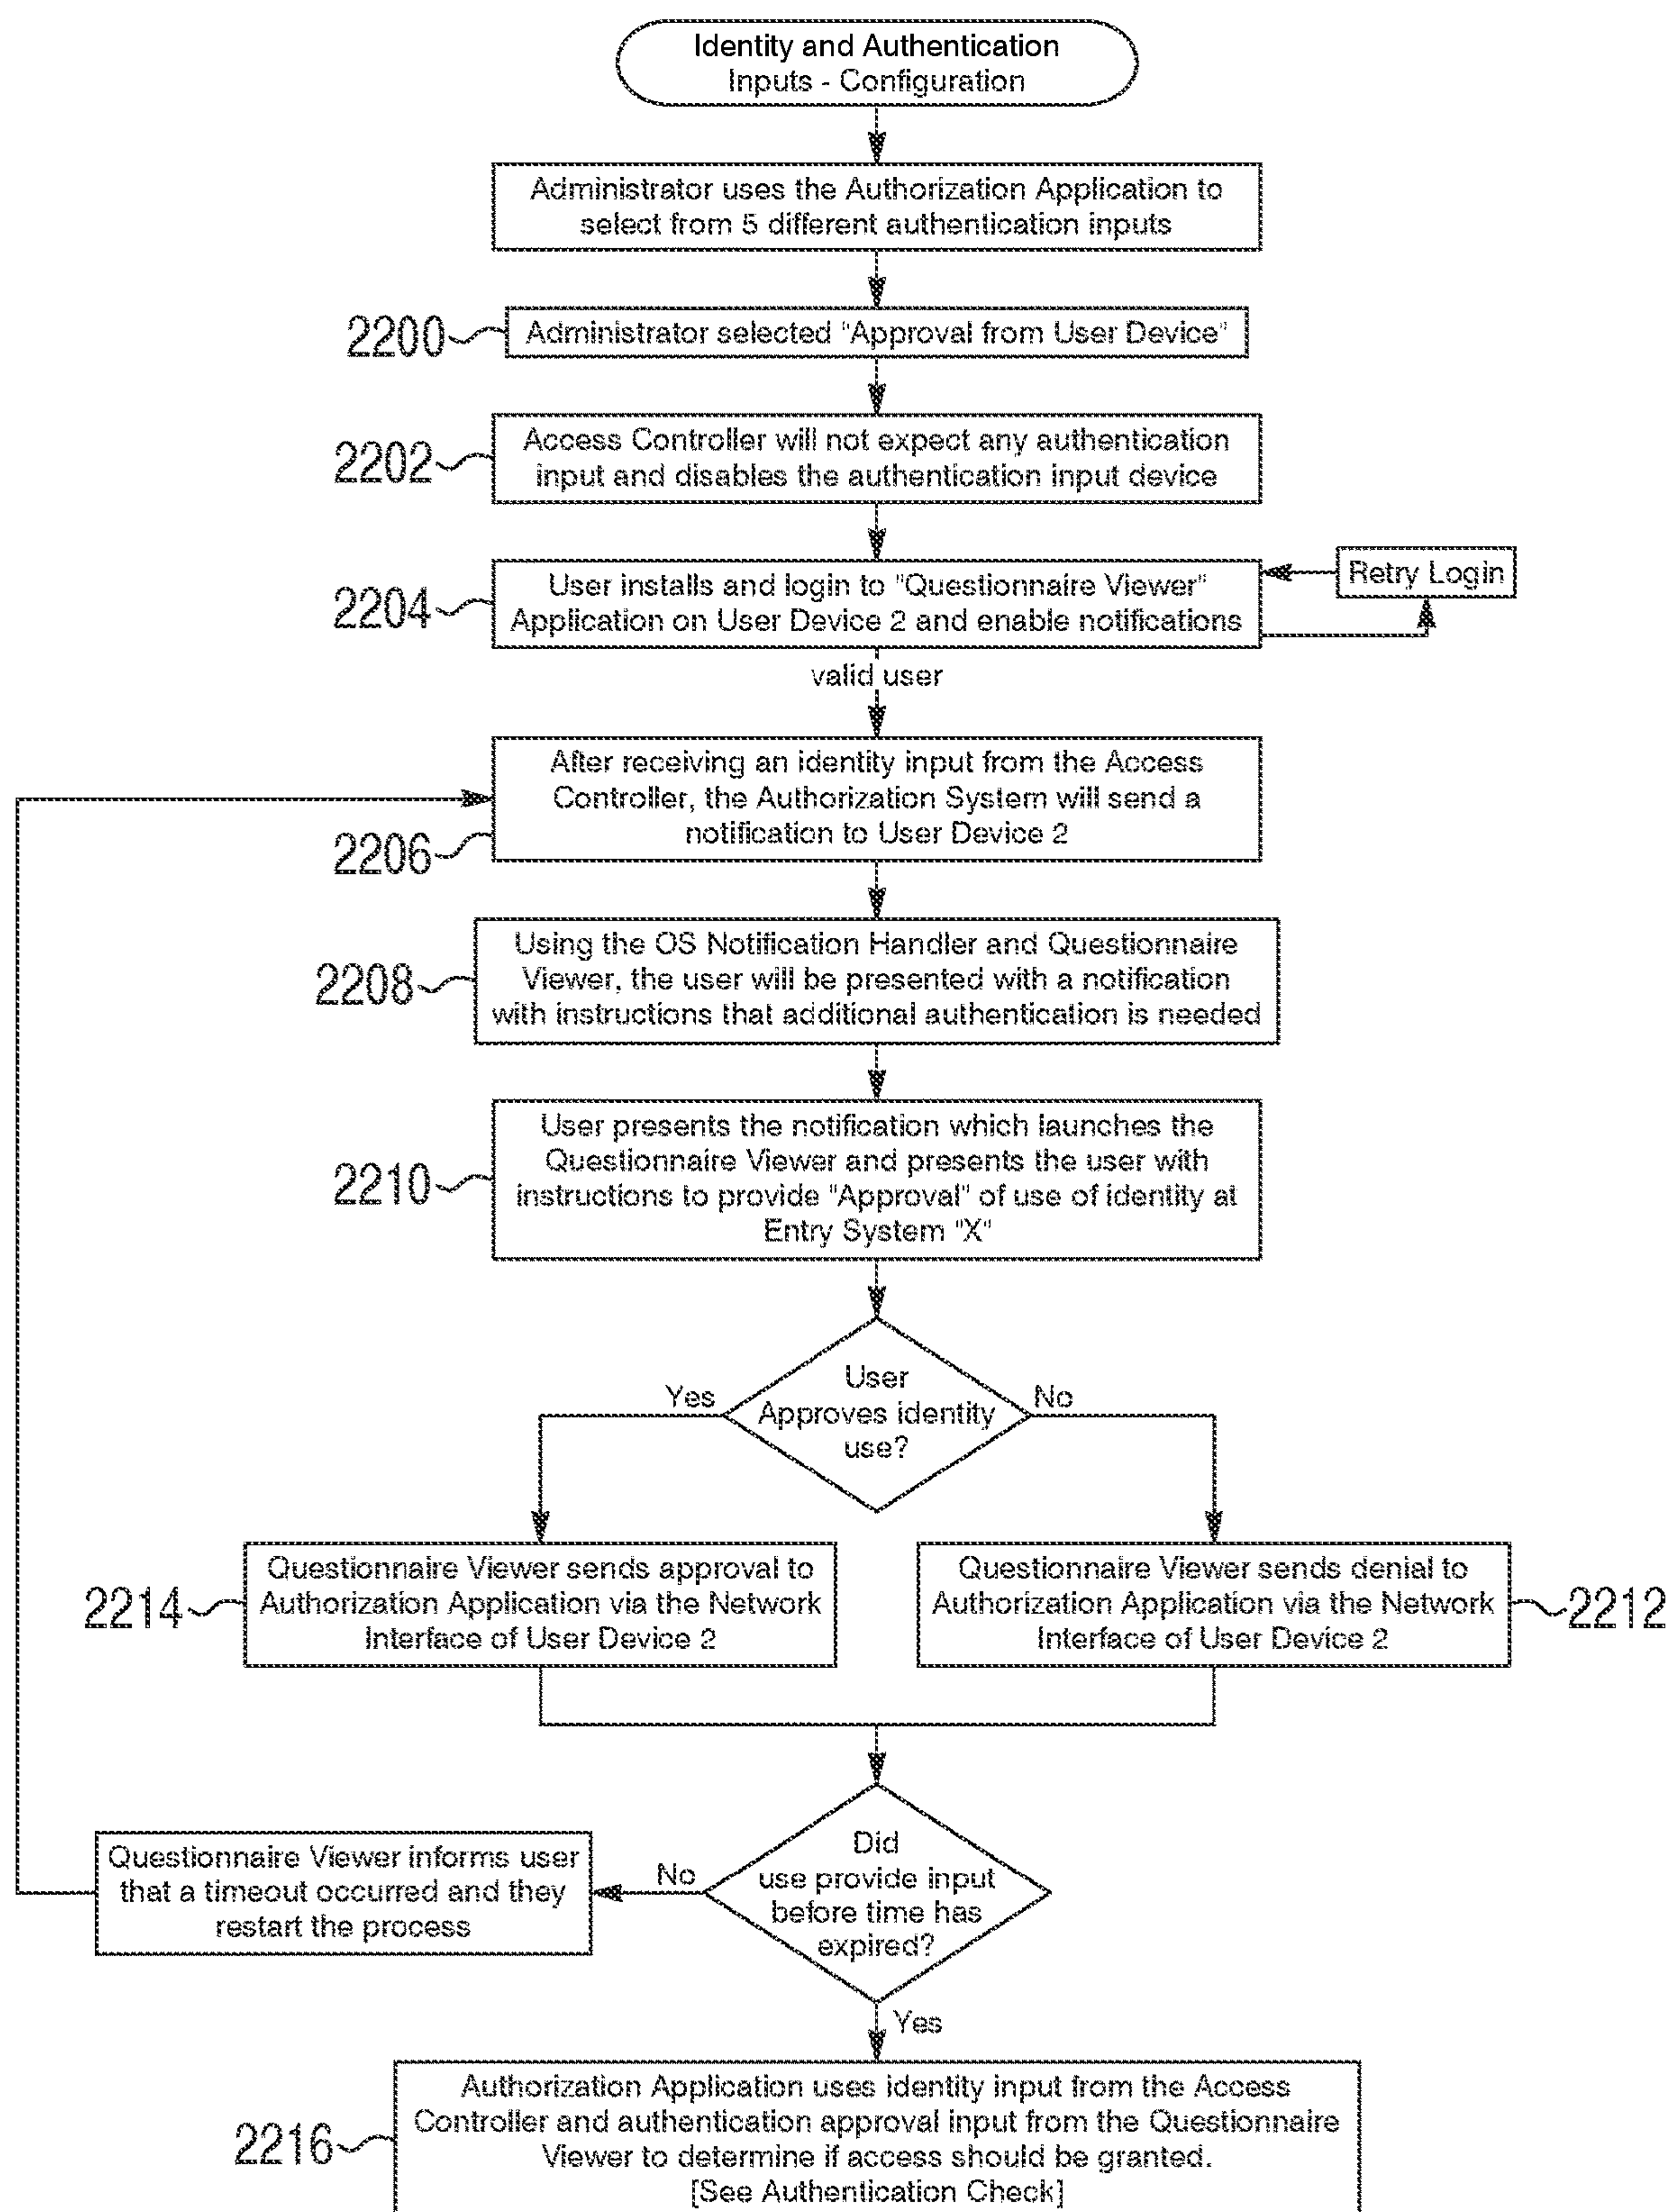 Identity and Authentication
Inputs - Configuration
Administrator uses the Authorization Application to
select from 5 different authentication inputs
2200
Administrator selected "Approval from User Device"
2202
Access Controller will not expect any authentication
input and disables the authentication input device
2204
User installs and login to "Questionnaire Viewer"
Application on User Device 2 and enable notifications
Retry Login
valid user
After receiving an identity input from the Access
Controller, the Authorization System will send a
notification to User Device 2
2206
Using the OS Notification Handler and Questionnaire
Viewer, the user will be presented with a notification
with instructions that additional authentication is needed
2208
User presents the notification which launches the
Questionnaire Viewer and presents the user with
instructions to provide "Approval" of use of identity at
Entry System "X"
2210
User
Approves identity
use?
Yes
No
Questionnaire Viewer sends approval to
Authorization Application via the Network
Interface of User Device 2
2214
Questionnaire Viewer sends denial to
Authorization Application via the Network
Interface of User Device 2
2212
Did
use provide input
before time has
expired?
No
Questionnaire Viewer informs user
that a timeout occurred and they
restart the process
Yes
Authorization Application uses identity input from the Access
Controller and authentication approval input from the Questionnaire
Viewer to determine if access should be granted.
[See Authentication Check]
2216